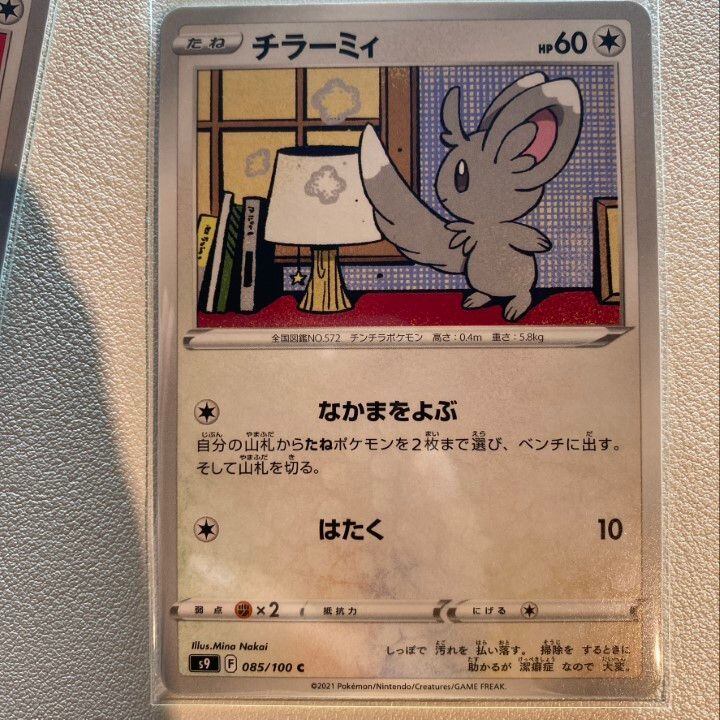 たね チラーミィ HP60
全国図鑑NO.572 チンチラポケモン 高さ:0.4m 重さ:5.8kg
なかまをよぶ
自分の山札からたねポケモンを2枚まで選び、ベンチに出す。
そして山札を切る。
はたく 10
弱点 ×2 抵抗力 にげる
Illus.Mina Nakai
しっぽで 汚れを 払い落す。掃除を するときに
助かるが 潔癖症 なので 大変。
s9 F 085/100 C
©2021 Pokémon/Nintendo/Creatures/GAME FREAK.